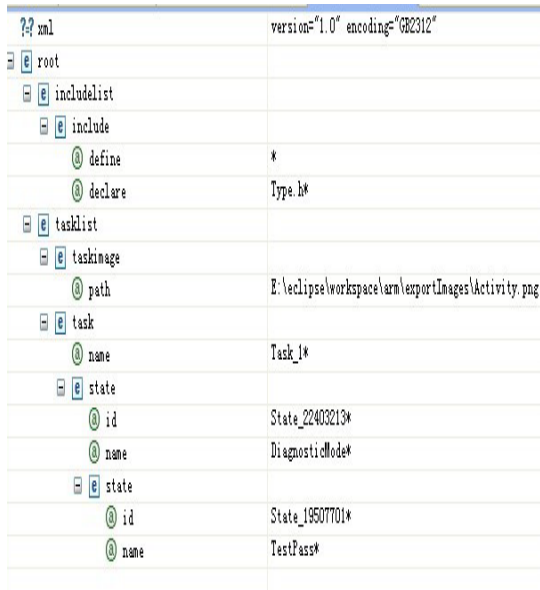 ?=? xml version="1.0" encoding="GB2312"
e root
e includelist
e include
a define *
a declare Type.h*
e tasklist
e taskimage
a path E:\eclipse\workspace\arm\exportImages\Activity.png
e task
a name Task_1*
e state
a id State_22403213*
a name DiagnosticMode*
e state
a id State_19507701*
a name TestPass*